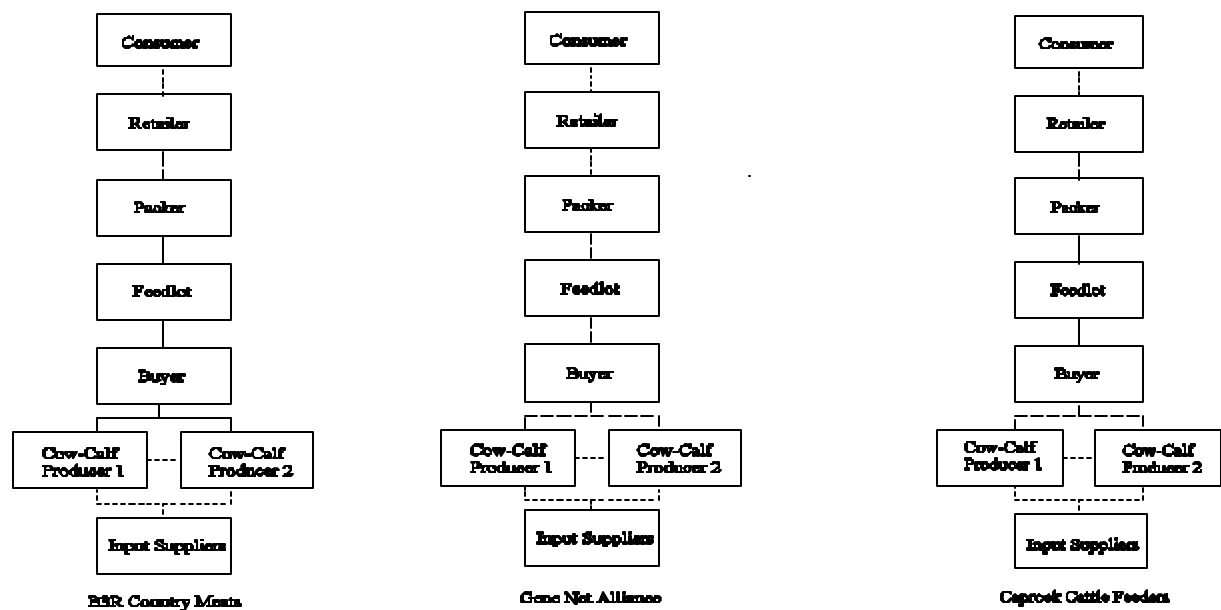 Consumer
Retailer
Packer
Feedlot
Buyer
Cow-Calf
Producer 1
Cow-Calf
Producer 2
Input Suppliers
Country Meats
Consumer
Retailer
Packer
Feedlot
Buyer
Cow-Calf
Producer 1
Cow-Calf
Producer 2
Input Suppliers
Gene Net Alliance
Consumer
Retailer
Packer
Feedlot
Buyer
Cow-Calf
Producer 1
Cow-Calf
Producer 2
Input Suppliers
Caprock Cattle Feeders